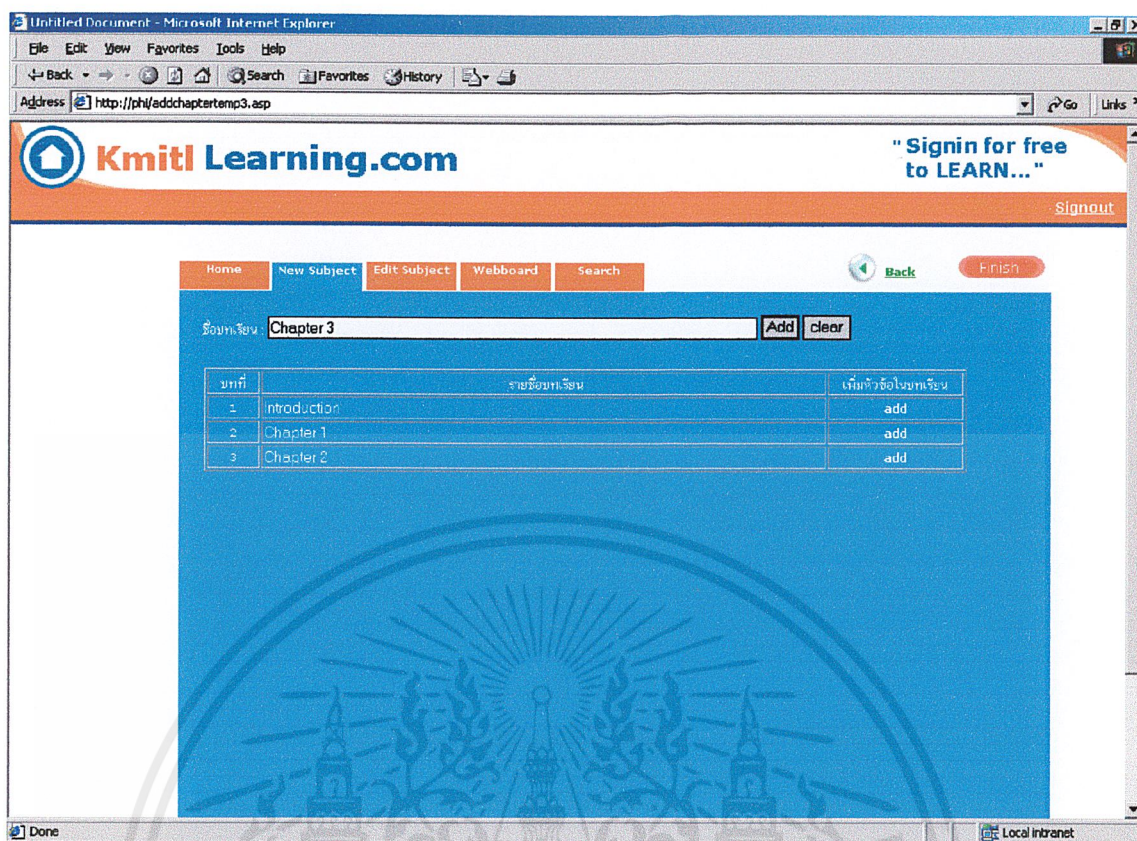 Untitled Document - Microsoft Internet Explorer
File Edit View Favorites Tools Help
Back Search Favorites History
Address http://phl/addchaptertemp3.asp Go Links
Kmitl Learning.com
"Signin for free
to LEARN..."
Signout
Home New Subject Edit Subject Webboard Search Back Finish
ชื่อบทเรียน : Chapter 3 Add clear
บทที่ รายชื่อบทเรียน เพิ่มหัวข้อในบทเรียน
1 Introduction add
2 Chapter 1 add
3 Chapter 2 add
Done Local intranet